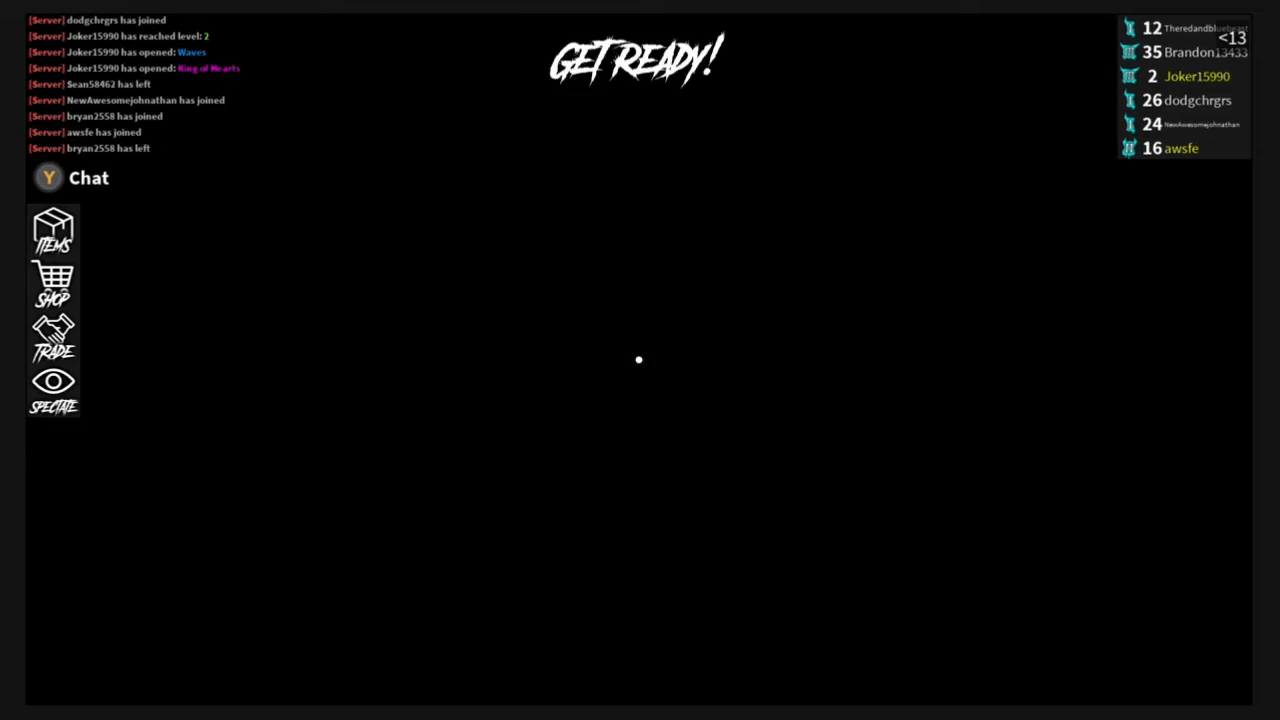 [Server] dodgchrgrs has joined
[Server] Joker15990 has reached level: 2
[Server] Joker15990 has opened: Waves
[Server] Joker15990 has opened: King of Hearts
[Server] Sean58462 has left
[Server] NewAwesomejohnathan has joined
[Server] bryan2558 has joined
[Server] awsfe has joined
[Server] bryan2558 has left
Y Chat
ITEMS
SHOP
TRADE
SPECTATE
GET READY!
12 Theredandbluebeast
<13
35 Brandon13433
2 Joker15990
26 dodgchrgrs
24 NewAwesomejohnathan
16 awsfe